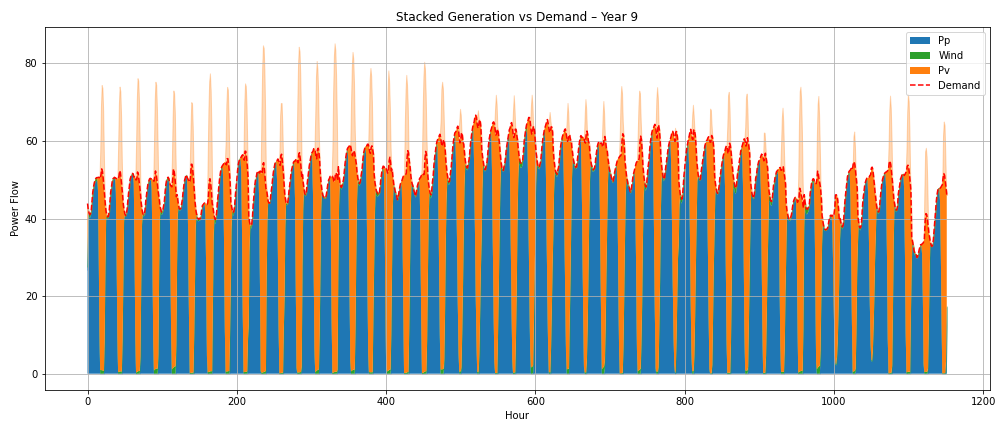 Stacked Generation vs Demand – Year 9
Power Flow
80
60
40
20
0
0 200 400 600 800 1000 1200
Hour
Pp
Wind
Pv
Demand